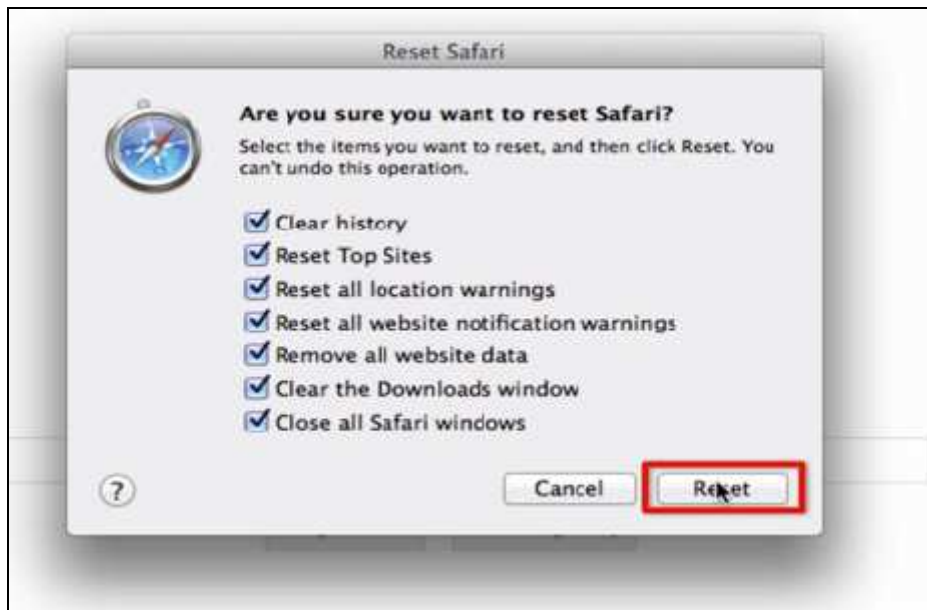 Reset Safari
Are you sure you want to reset Safari?
Select the items you want to reset, and then click Reset. You
can't undo this operation.
Clear history
Reset Top Sites
Reset all location warnings
Reset all website notification warnings
Remove all website data
Clear the Downloads window
Close all Safari windows
?
Cancel
Reset